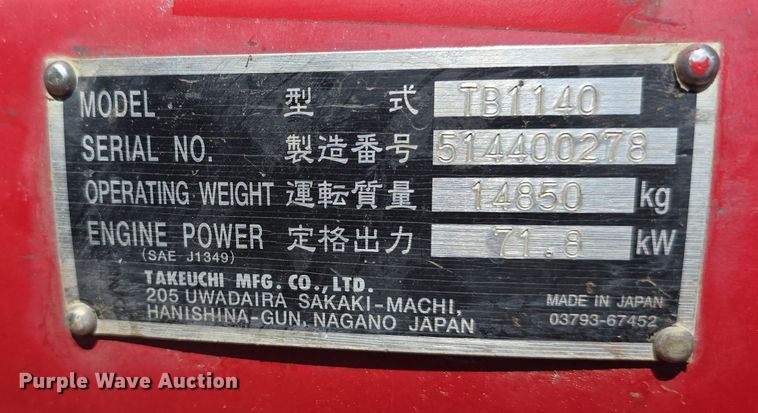 MODEL 型式 TB1140
SERIAL NO. 製造番号 514400278
OPERATING WEIGHT 運転質量 14850 kg
ENGINE POWER 定格出力 71.8 kW
(SAE J1349)
TAKEUCHI MFG. CO., LTD.
205 UWADAIRA SAKAKI-MACHI,
HANISHINA-GUN, NAGANO JAPAN
MADE IN JAPAN
03793-67452
Purple Wave Auction